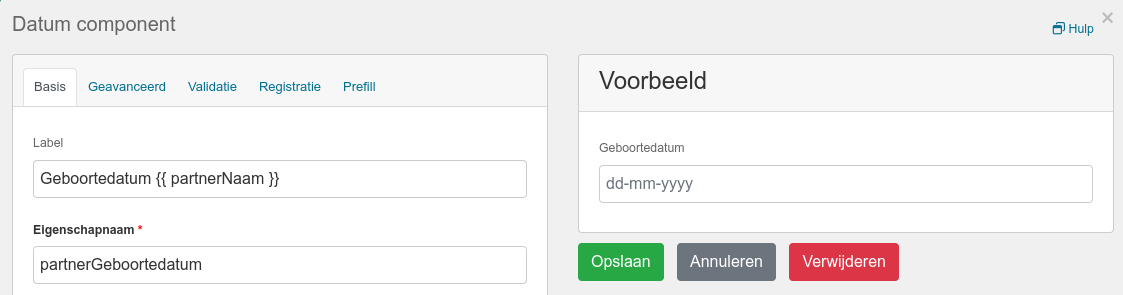 Datum component
×
Hulp
Basis Geavanceerd Validatie Registratie Prefill
Label
Geboortedatum {{ partnerNaam }}
Eigenschapnaam *
partnerGeboortedatum
Voorbeeld
Geboortedatum
dd-mm-yyyy
Opslaan Annuleren Verwijderen